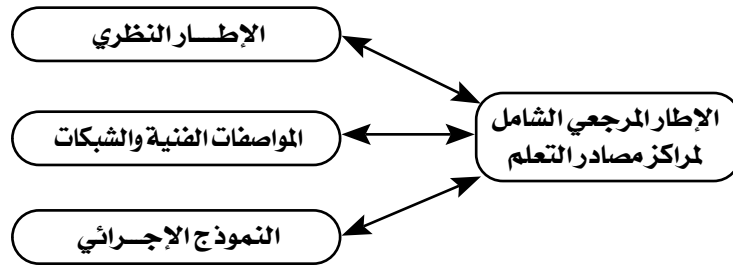 الإطار النظري
الإطار المرجعي الشامل
لمراكز مصادر التعلم
المواصفات الفنية والشبكات
النموذج الإجرائي